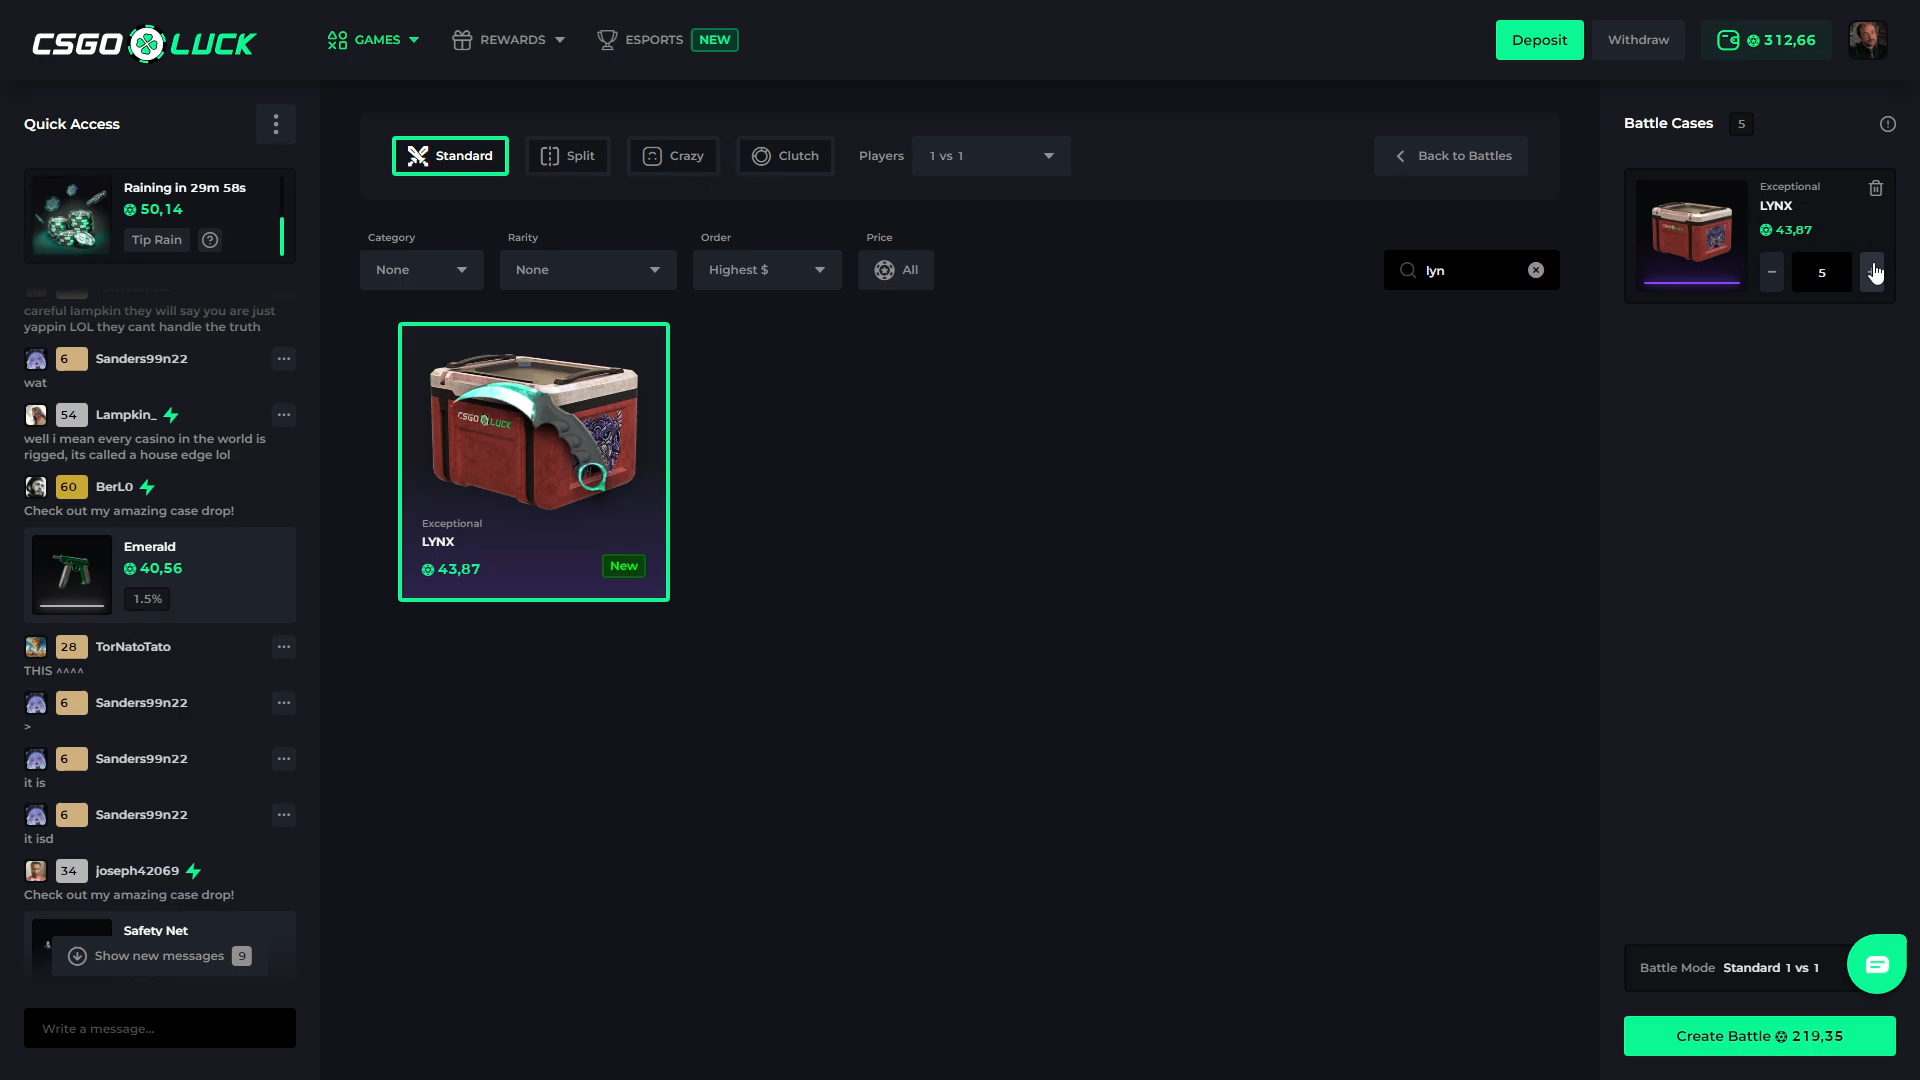 CSGO LUCK
GAMES
REWARDS
ESPORTS
NEW
Deposit
Withdraw
312,66
Quick Access
Raining in 29m 58s
50,14
Tip Rain
careful lampkin they will say you are just
yappin LOL they cant handle the truth
6 Sanders99n22
wat
54 Lampkin_
well i mean every casino in the world is
rigged, its called a house edge lol
60 BerL0
Check out my amazing case drop!
Emerald
40,56
1.5%
28 TorNatoTato
THIS ^^^^
6 Sanders99n22
>
6 Sanders99n22
it is
6 Sanders99n22
it isd
34 joseph42069
Check out my amazing case drop!
Safety Net
Show new messages 9
Write a message...
Standard
Split
Crazy
Clutch
Players
1 vs 1
Back to Battles
Category
None
Rarity
None
Order
Highest $
Price
All
lyn
CSGO LUCK
Exceptional
LYNX
43,87
New
Battle Cases 5
CSGO LUCK
Exceptional
LYNX
43,87
5
Battle Mode Standard 1 vs 1
Create Battle 219,35